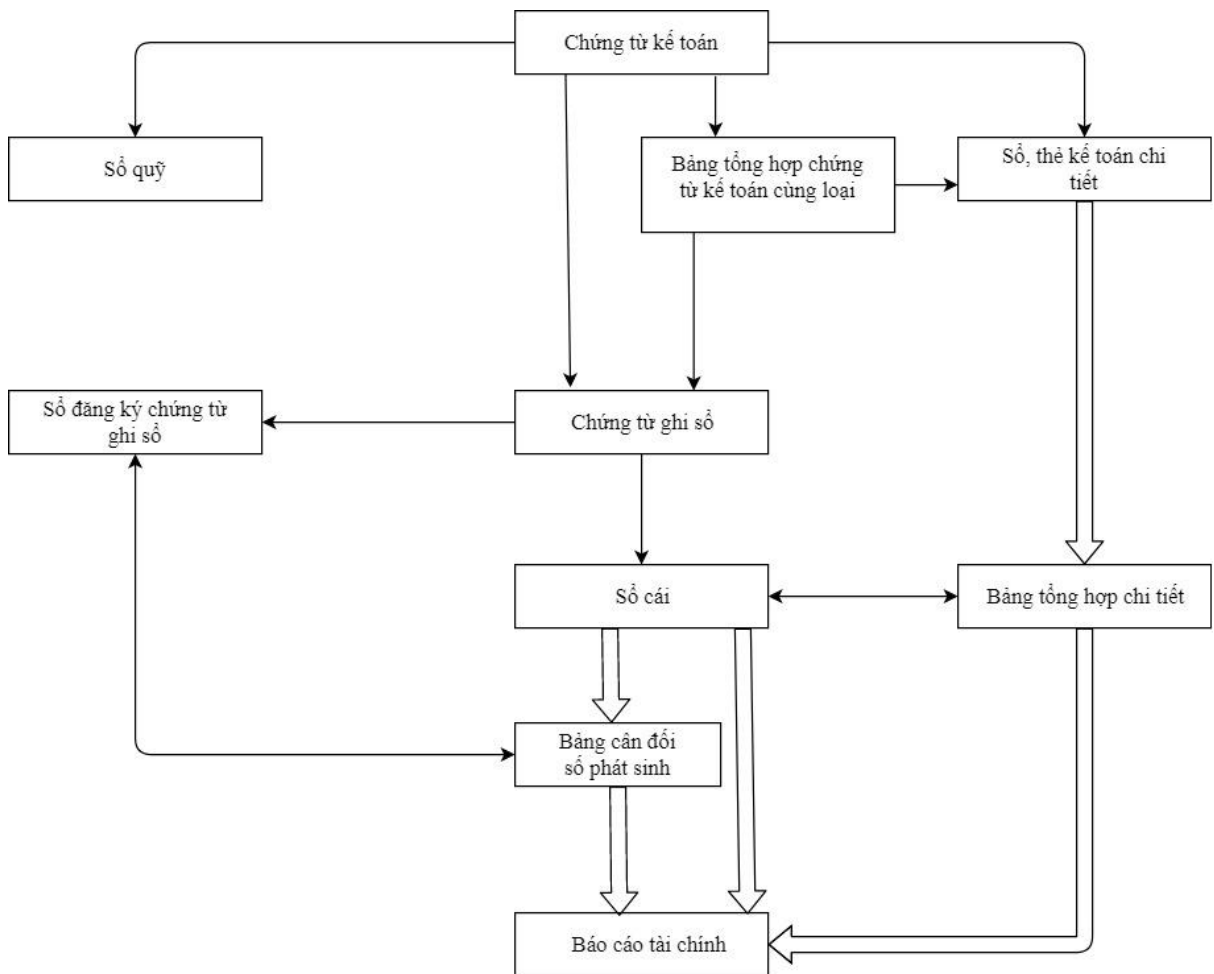 Chứng từ kế toán
Sổ quỹ
Bảng tổng hợp chứng
từ kế toán cùng loại
Sổ, thẻ kế toán chi
tiết
Sổ đăng ký chứng từ
ghi sổ
Chứng từ ghi sổ
Sổ cái
Bảng tổng hợp chi tiết
Bảng cân đối
số phát sinh
Báo cáo tài chính